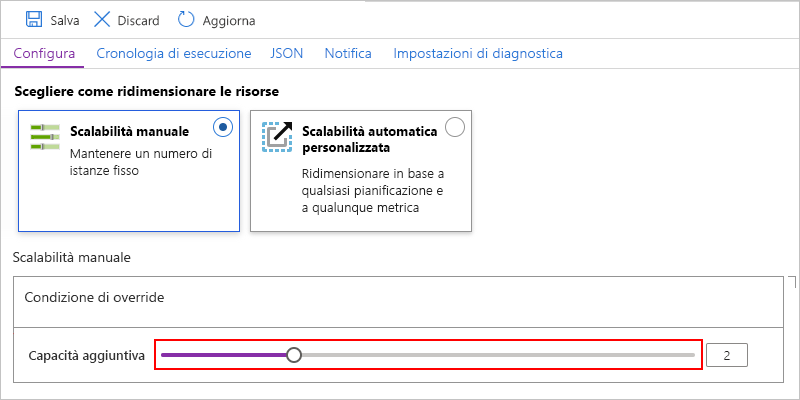 Salva Discard Aggiorna
Configura Cronologia di esecuzione JSON Notifica Impostazioni di diagnostica
Scegliere come ridimensionare le risorse
Scalabilità manuale
Mantenere un numero di
istanze fisso
Scalabilità automatica
personalizzata
Ridimensionare in base a
qualsiasi pianificazione e
a qualunque metrica
Scalabilità manuale
Condizione di override
Capacità aggiuntiva 2